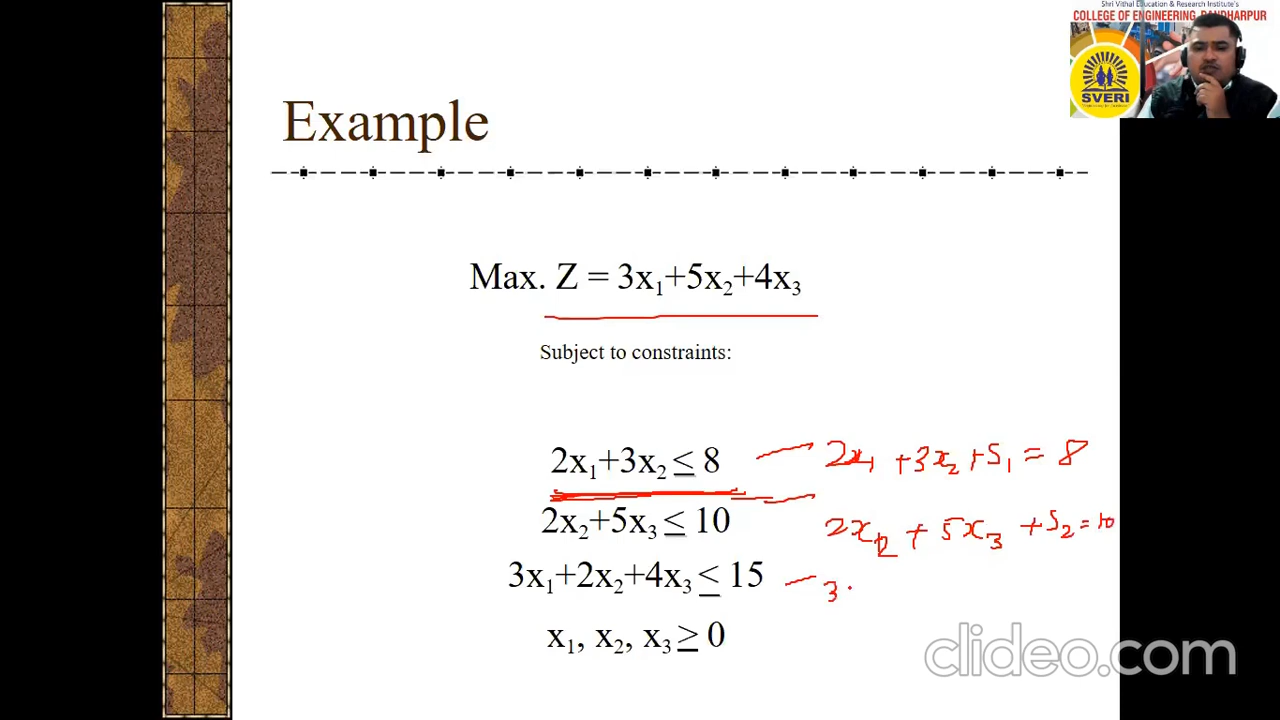 Shri Vithal Education & Research Institute's
COLLEGE OF ENGINEERING, PANDHARPUR
SVERI
Example
Max. Z = 3x₁+5x₂+4x₃
Subject to constraints:
2x₁+3x₂ ≤ 8
2x₁ +3x₂ +S₁ = 8
2x₂+5x₃ ≤ 10
2x₂ + 5x₃ +S₂ = 10
3x₁+2x₂+4x₃ ≤ 15
3
x₁, x₂, x₃ ≥ 0
clideo.com